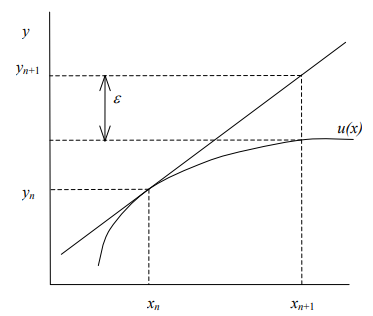 y
yₙ₊₁
ε
u(x)
yₙ
xₙ
xₙ₊₁